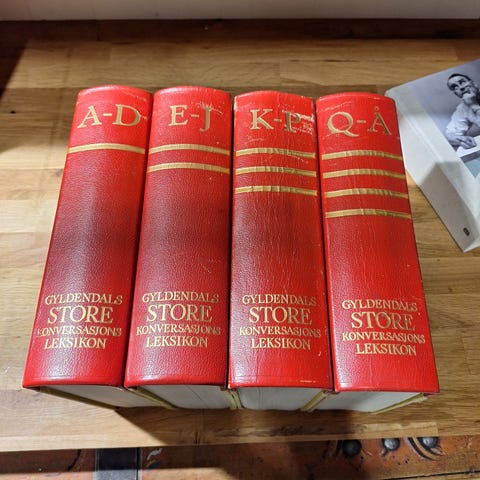 A-D
GYLDENDALS
STORE
KONVERSASJONS
LEKSIKON
E-J
GYLDENDALS
STORE
KONVERSASJONS
LEKSIKON
K-P
GYLDENDALS
STORE
KONVERSASJONS
LEKSIKON
Q-Å
GYLDENDALS
STORE
KONVERSASJONS
LEKSIKON